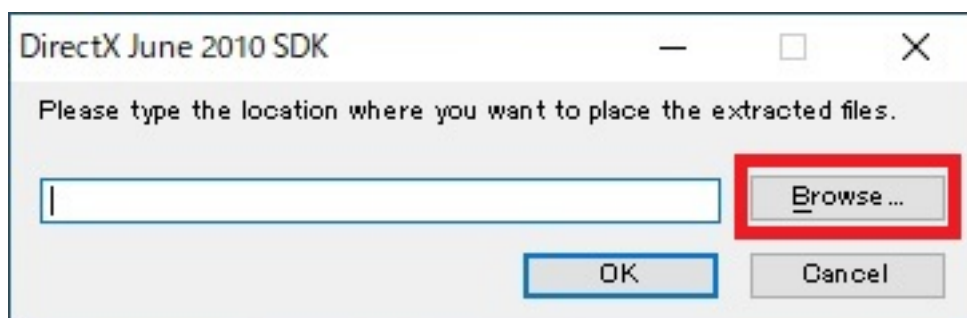 DirectX June 2010 SDK
Please type the location where you want to place the extracted files.
Browse...
OK
Cancel